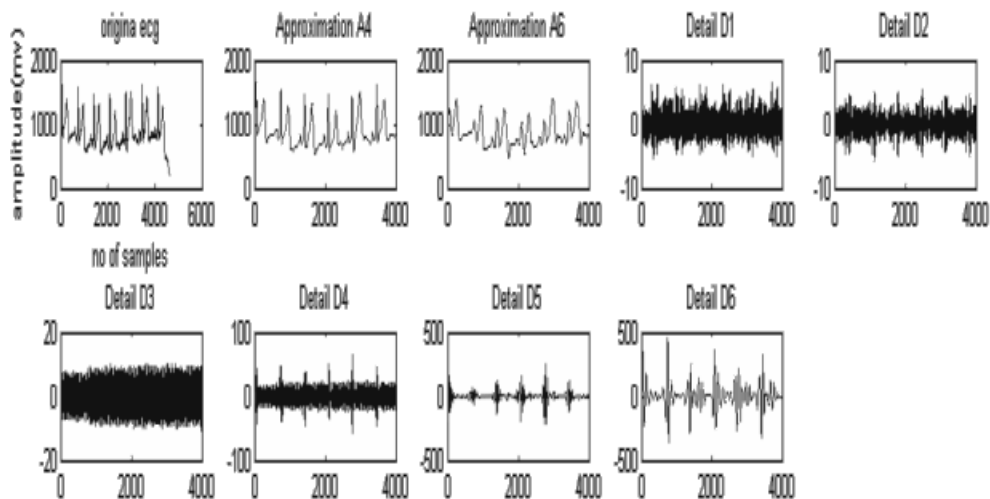 origina ecg
Approximation A4
Approximation A6
Detail D1
Detail D2
amplitude(mv)
2000
1000
0
0 2000 4000 6000
2000
1000
0
0 2000 4000
2000
1000
0
0 2000 4000
10
0
-10
0 2000 4000
10
0
-10
0 2000 4000
no of samples
Detail D3
Detail D4
Detail D5
Detail D6
20
0
-20
0 2000 4000
100
0
-100
0 2000 4000
500
0
-500
0 2000 4000
500
0
-500
0 2000 4000